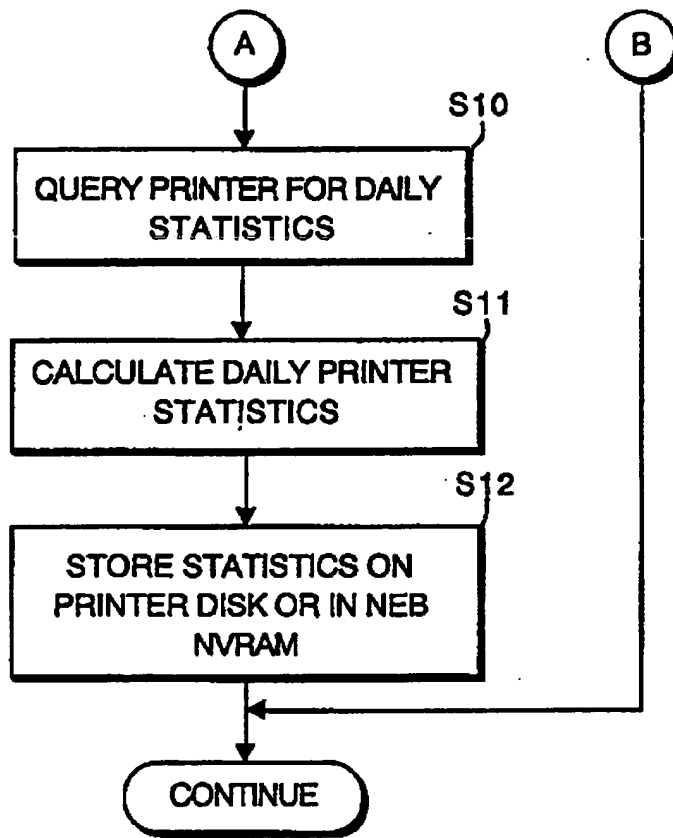 A
B
S10
QUERY PRINTER FOR DAILY
STATISTICS
S11
CALCULATE DAILY PRINTER
STATISTICS
S12
STORE STATISTICS ON
PRINTER DISK OR IN NEB
NVRAM
CONTINUE